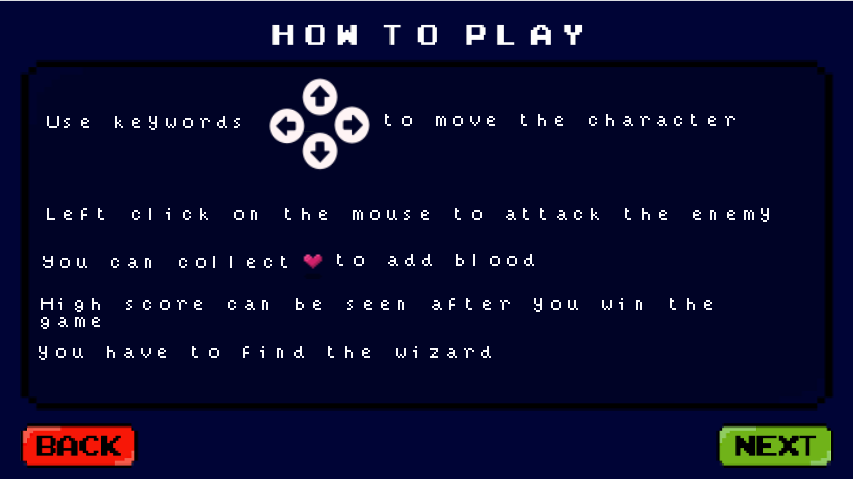 HOW TO PLAY
Use keywords to move the character
Left click on the mouse to attack the enemy
You can collect to add blood
High score can be seen after you win the
game
You have to find the wizard
BACK
NEXT